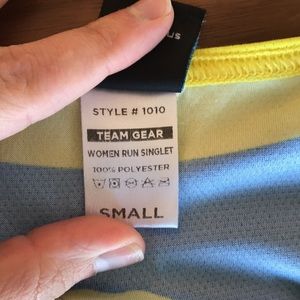 STYLE # 1010
TEAM GEAR
WOMEN RUN SINGLET
100% POLYESTER
SMALL